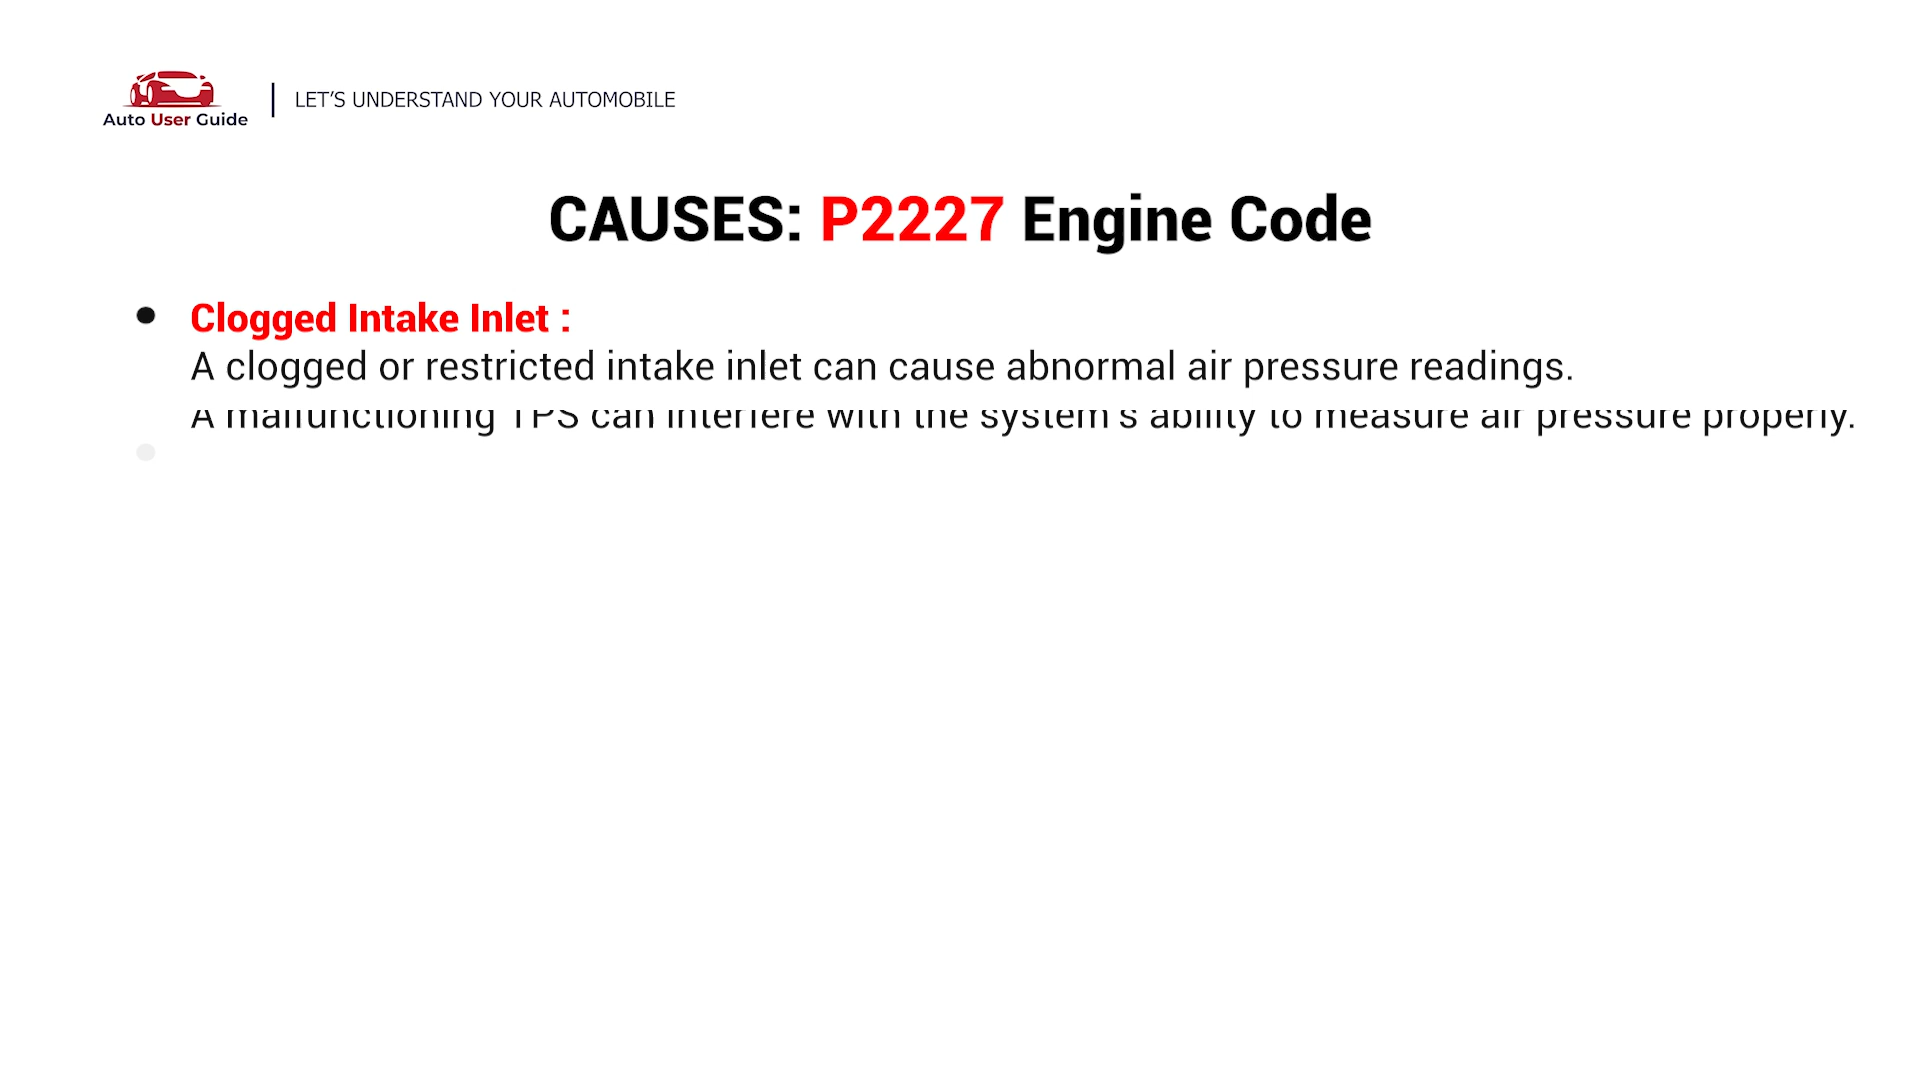 Auto User Guide
LET'S UNDERSTAND YOUR AUTOMOBILE
CAUSES: P2227 Engine Code
Clogged Intake Inlet :
A clogged or restricted intake inlet can cause abnormal air pressure readings.
A malfunctioning TPS can interfere with the system's ability to measure air pressure properly.